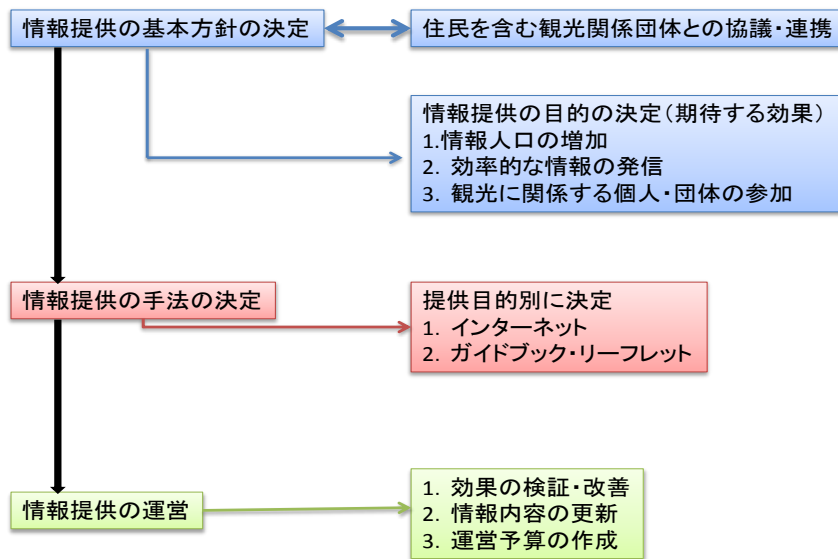 情報提供の基本方針の決定
住民を含む観光関係団体との協議・連携
情報提供の目的の決定(期待する効果)
1.情報人口の増加
2. 効率的な情報の発信
3. 観光に関係する個人・団体の参加
情報提供の手法の決定
提供目的別に決定
1. インターネット
2. ガイドブック・リーフレット
情報提供の運営
1. 効果の検証・改善
2. 情報内容の更新
3. 運営予算の作成